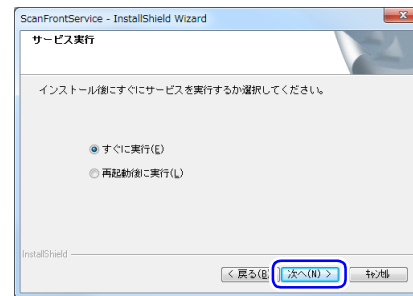 ScanFrontService - InstallShield Wizard
サービス実行
インストール後にすぐにサービスを実行するか選択してください。
すぐに実行(E)
再起動後に実行(L)
InstallShield
< 戻る(B) 次へ(N) > ｷｬﾝｾﾙ